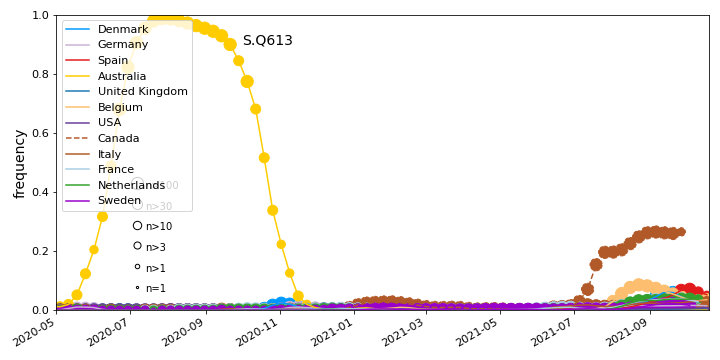 1.0
0.8
0.6
0.4
0.2
0.0
frequency
S.Q613
Denmark
Germany
Spain
Australia
United Kingdom
Belgium
USA
Canada
Italy
France
Netherlands
Sweden
n>100
n>30
n>10
n>3
n>1
n=1
2020-05
2020-07
2020-09
2020-11
2021-01
2021-03
2021-05
2021-07
2021-09